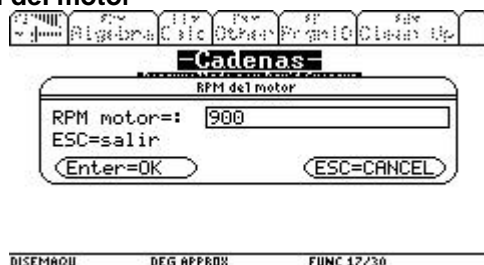 del motor
Algebra Calc Other PrgmIO Clean Up
Cadenas
RPM del motor
RPM motor=: 900
ESC=salir
Enter=OK ESC=CANCEL
DISEMAQU DEG APPROX FUNC 17/30